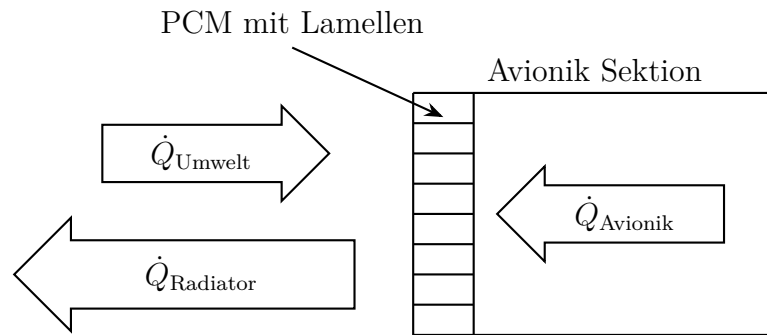 PCM mit Lamellen
Avionik Sektion
Q̇Umwelt
Q̇Avionik
Q̇Radiator